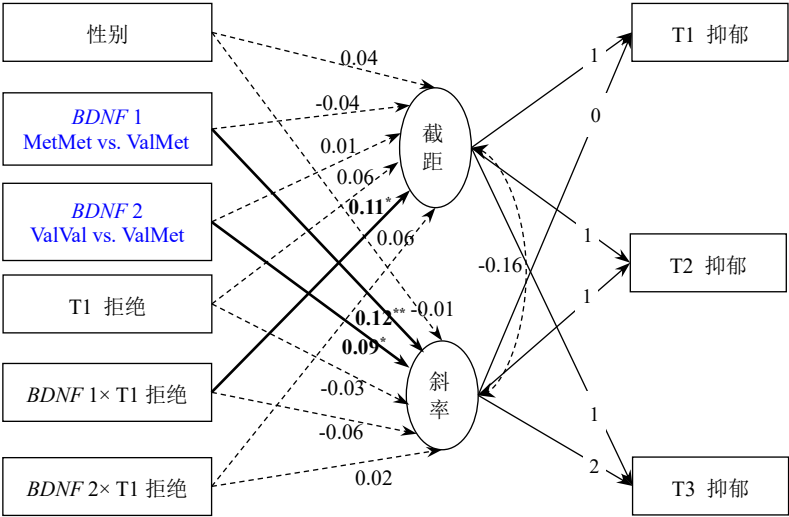 性别
BDNF 1
MetMet vs. ValMet
BDNF 2
ValVal vs. ValMet
T1 拒绝
BDNF 1× T1 拒绝
BDNF 2× T1 拒绝
0.04
-0.04
0.01
0.06
0.11*
0.06
-0.01
0.12**
0.09*
-0.03
-0.06
0.02
截
距
斜
率
-0.16
1
0
1
1
1
2
T1 抑郁
T2 抑郁
T3 抑郁